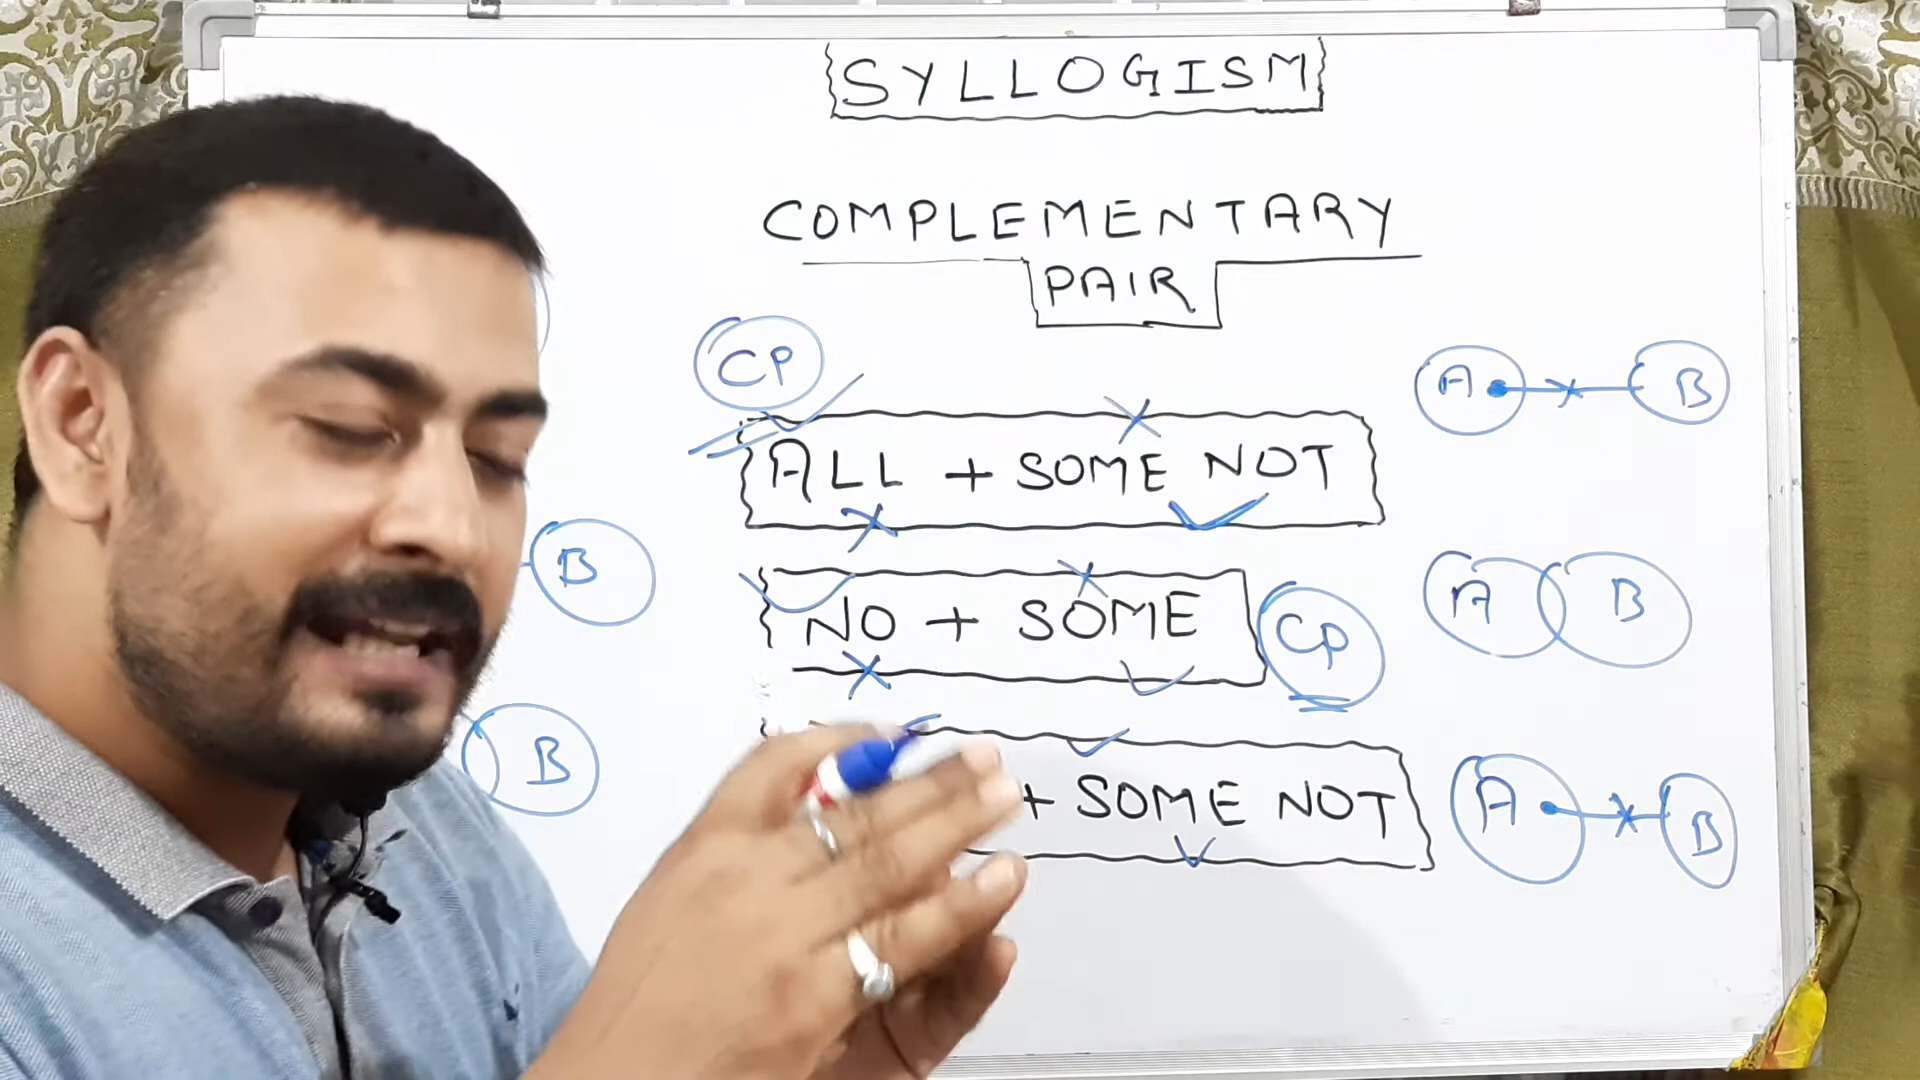 SYLLOGISM
COMPLEMENTARY
PAIR
CP
A B
ALL + SOME NOT
B
NO + SOME
CP
A B
B
+ SOME NOT
A B